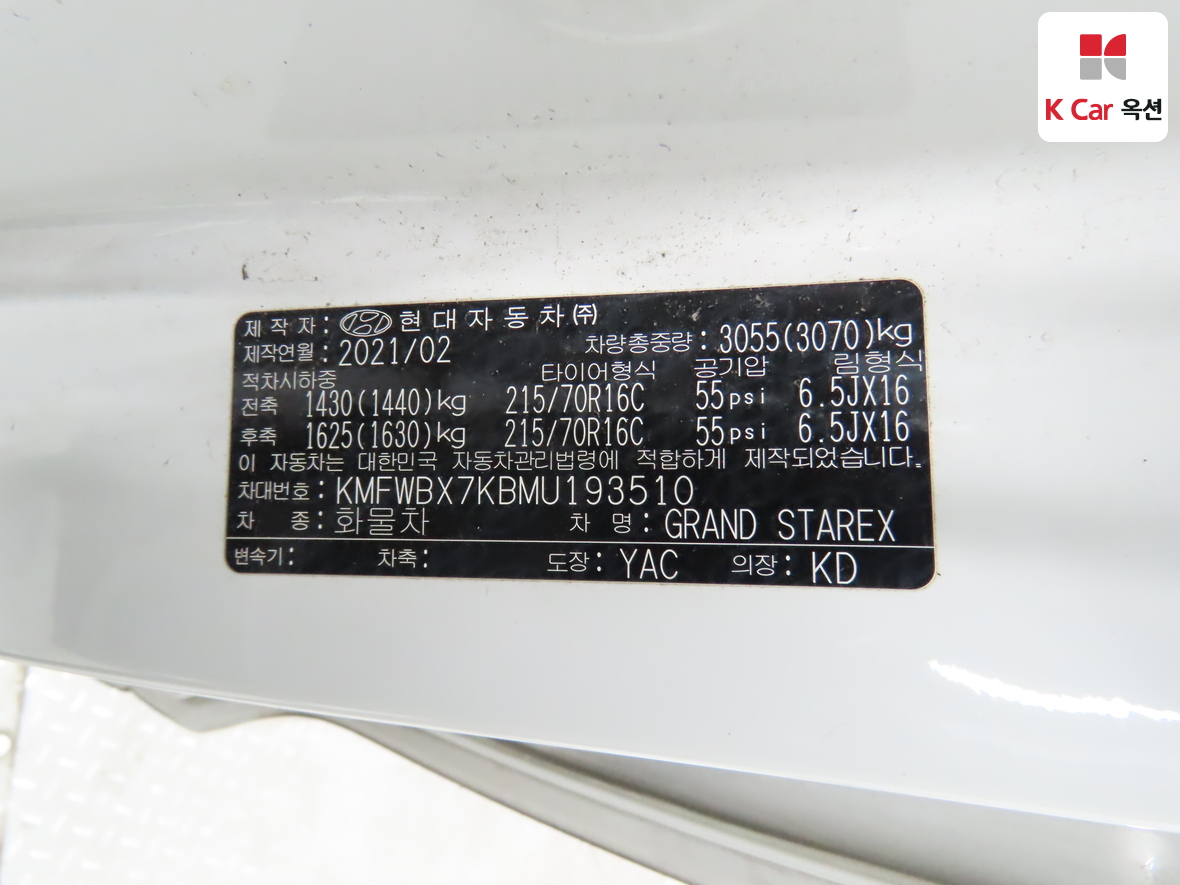 K Car 옥션
제 작 자 : 현 대 자 동 차 ㈜
제작연월 : 2021/02 차량총중량 : 3055(3070)kg
적차시하중 타이어형식 공기압 림형식
전축 1430(1440)kg 215/70R16C 55psi 6.5JX16
후축 1625(1630)kg 215/70R16C 55psi 6.5JX16
이 자동차는 대한민국 자동차관리법령에 적합하게 제작되었습니다.
차대번호 : KMFWBX7KBMU193510
차 종 : 화물차 차 명 : GRAND STAREX
변속기 : 차축 : 도장 : YAC 의장 : KD